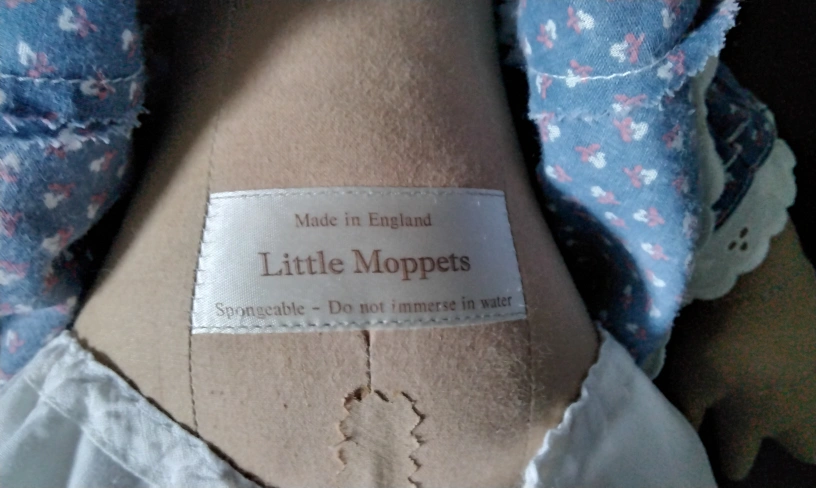 Made in England
Little Moppets
Spongeable - Do not immerse in water